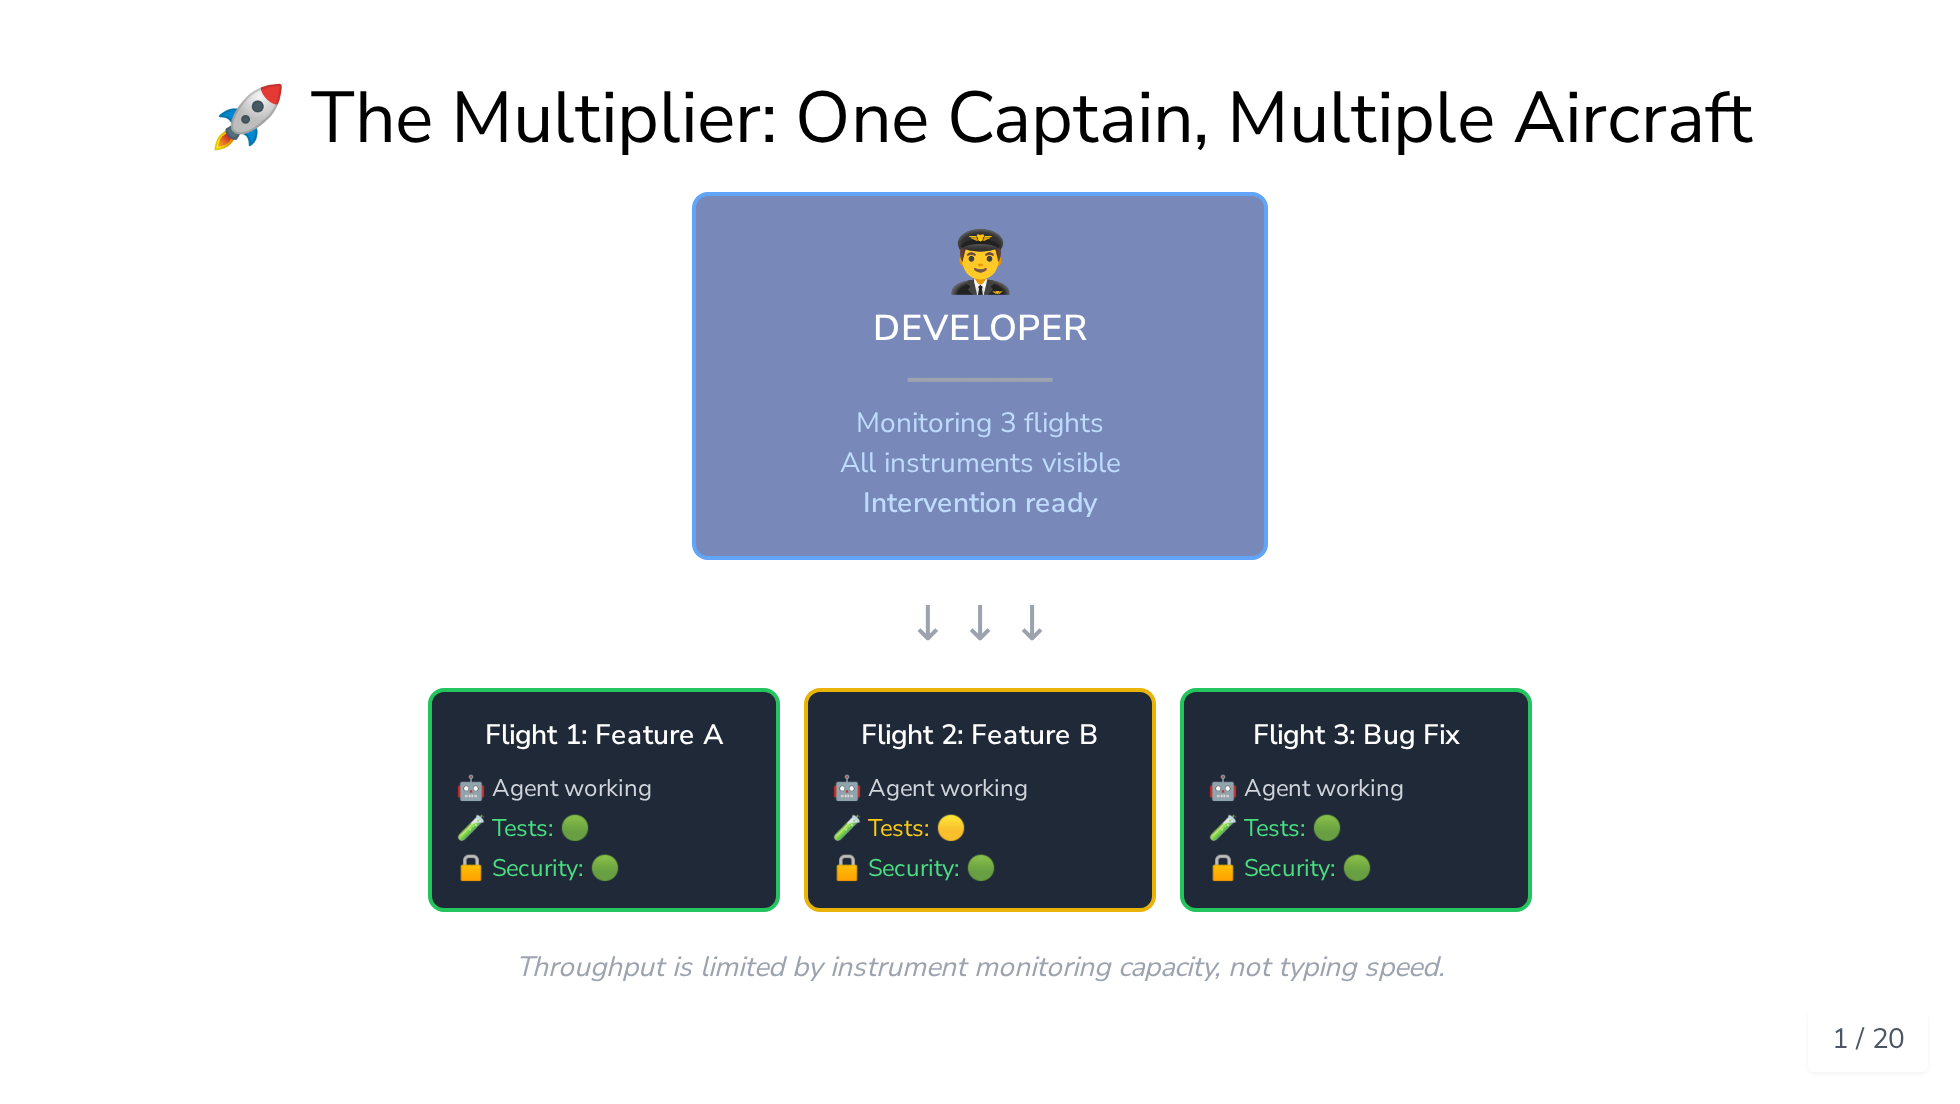 🚀 The Multiplier: One Captain, Multiple Aircraft
DEVELOPER
Monitoring 3 flights
All instruments visible
Intervention ready
↓ ↓ ↓
Flight 1: Feature A
🤖 Agent working
🧪 Tests: 🟢
🔒 Security: 🟢
Flight 2: Feature B
🤖 Agent working
🧪 Tests: 🟡
🔒 Security: 🟢
Flight 3: Bug Fix
🤖 Agent working
🧪 Tests: 🟢
🔒 Security: 🟢
Throughput is limited by instrument monitoring capacity, not typing speed.
1 / 20